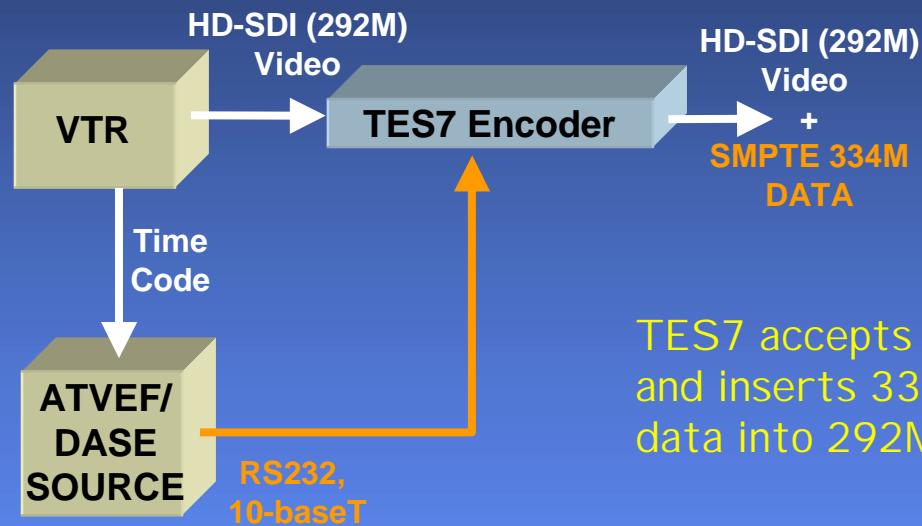 HD-SDI (292M)
Video
VTR
TES7 Encoder
HD-SDI (292M)
Video
+
SMPTE 334M
DATA
Time
Code
ATVEF/
DASE
SOURCE
RS232,
10-baseT
TES7 accepts
and inserts 33
data into 292M